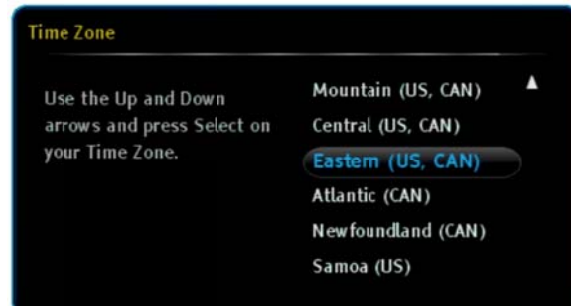 Time Zone
Use the Up and Down
arrows and press Select on
your Time Zone.
Mountain (US, CAN)
Central (US, CAN)
Eastern (US, CAN)
Atlantic (CAN)
Newfoundland (CAN)
Samoa (US)